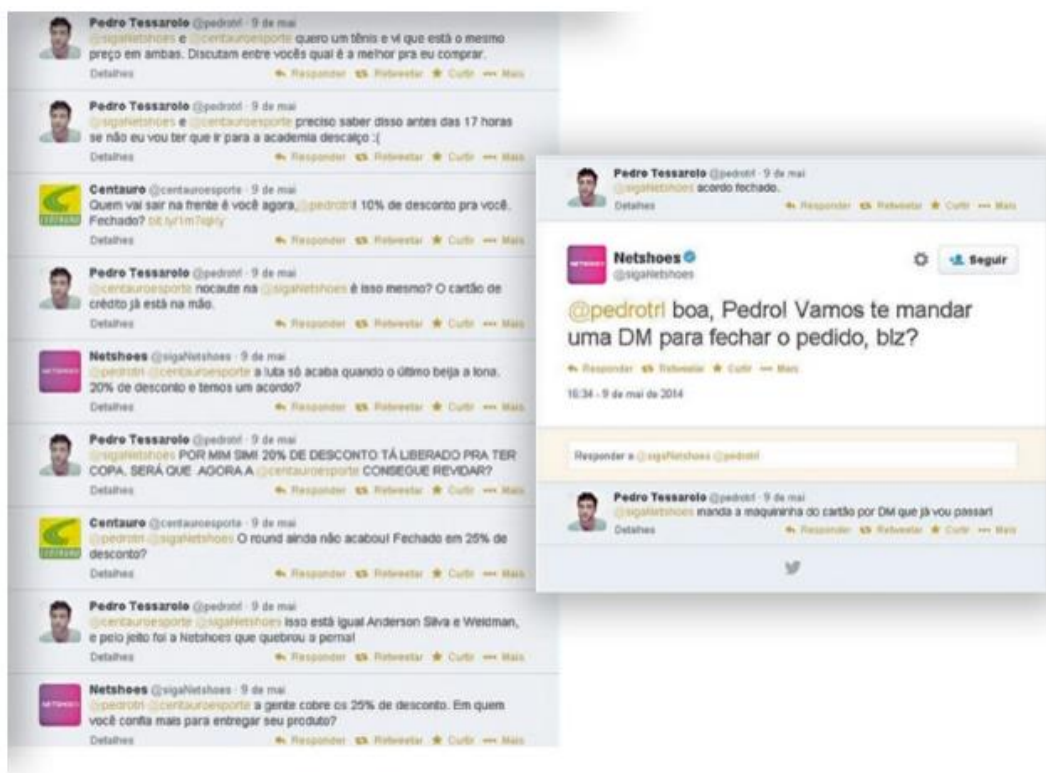 Pedro Tessarolo @pedrotrl · 9 de mai
@sigaNetshoes e @centauroesporte quero um tênis e vi que está o mesmo
preço em ambas. Discutam entre vocês qual é a melhor pra eu comprar.
Detalhes Responder Retweetar Curtir Mais
Pedro Tessarolo @pedrotrl · 9 de mai
@sigaNetshoes e @centauroesporte preciso saber disso antes das 17 horas
se não eu vou ter que ir para a academia descalço :(
Detalhes Responder Retweetar Curtir Mais
CENTAURO
Centauro @centauroesporte · 9 de mai
Quem vai sair na frente é você agora,@pedrotrl! 10% de desconto pra você.
Fechado?
Detalhes Responder Retweetar Curtir Mais
Pedro Tessarolo @pedrotrl · 9 de mai
@centauroesporte nocaute na @sigaNetshoes é isso mesmo? O cartão de
crédito já está na mão.
Detalhes Responder Retweetar Curtir Mais
NETSHOES
Netshoes @sigaNetshoes · 9 de mai
@pedrotrl @centauroesporte a luta só acaba quando o último beija a lona.
20% de desconto e temos um acordo?
Detalhes Responder Retweetar Curtir Mais
Pedro Tessarolo @pedrotrl · 9 de mai
@sigaNetshoes POR MIM SIM! 20% DE DESCONTO TÁ LIBERADO PRA TER
COPA. SERÁ QUE AGORA A @centauroesporte CONSEGUE REVIDAR?
Detalhes Responder Retweetar Curtir Mais
CENTAURO
Centauro @centauroesporte · 9 de mai
@pedrotrl @sigaNetshoes O round ainda não acabou! Fechado em 25% de
desconto?
Detalhes Responder Retweetar Curtir Mais
Pedro Tessarolo @pedrotrl · 9 de mai
@centauroesporte @sigaNetshoes isso está igual Anderson Silva e Weidman,
e pelo jeito foi a Netshoes que quebrou a perna!
Detalhes Responder Retweetar Curtir Mais
NETSHOES
Netshoes @sigaNetshoes · 9 de mai
@pedrotrl @centauroesporte a gente cobre os 25% de desconto. Em quem
você confia mais para entregar seu produto?
Detalhes Responder Retweetar Curtir Mais
Pedro Tessarolo @pedrotrl · 9 de mai
@sigaNetshoes acordo fechado.
Detalhes Responder Retweetar Curtir Mais
NETSHOES
Netshoes Seguir
@sigaNetshoes
@pedrotrl boa, Pedro! Vamos te mandar
uma DM para fechar o pedido, blz?
Responder Retweetar Curtir Mais
16:34 - 9 de mai de 2014
Responder a @sigaNetshoes @pedrotrl
Pedro Tessarolo @pedrotrl · 9 de mai
@sigaNetshoes manda a maquininha do cartão por DM que já vou passar!
Detalhes Responder Retweetar Curtir Mais